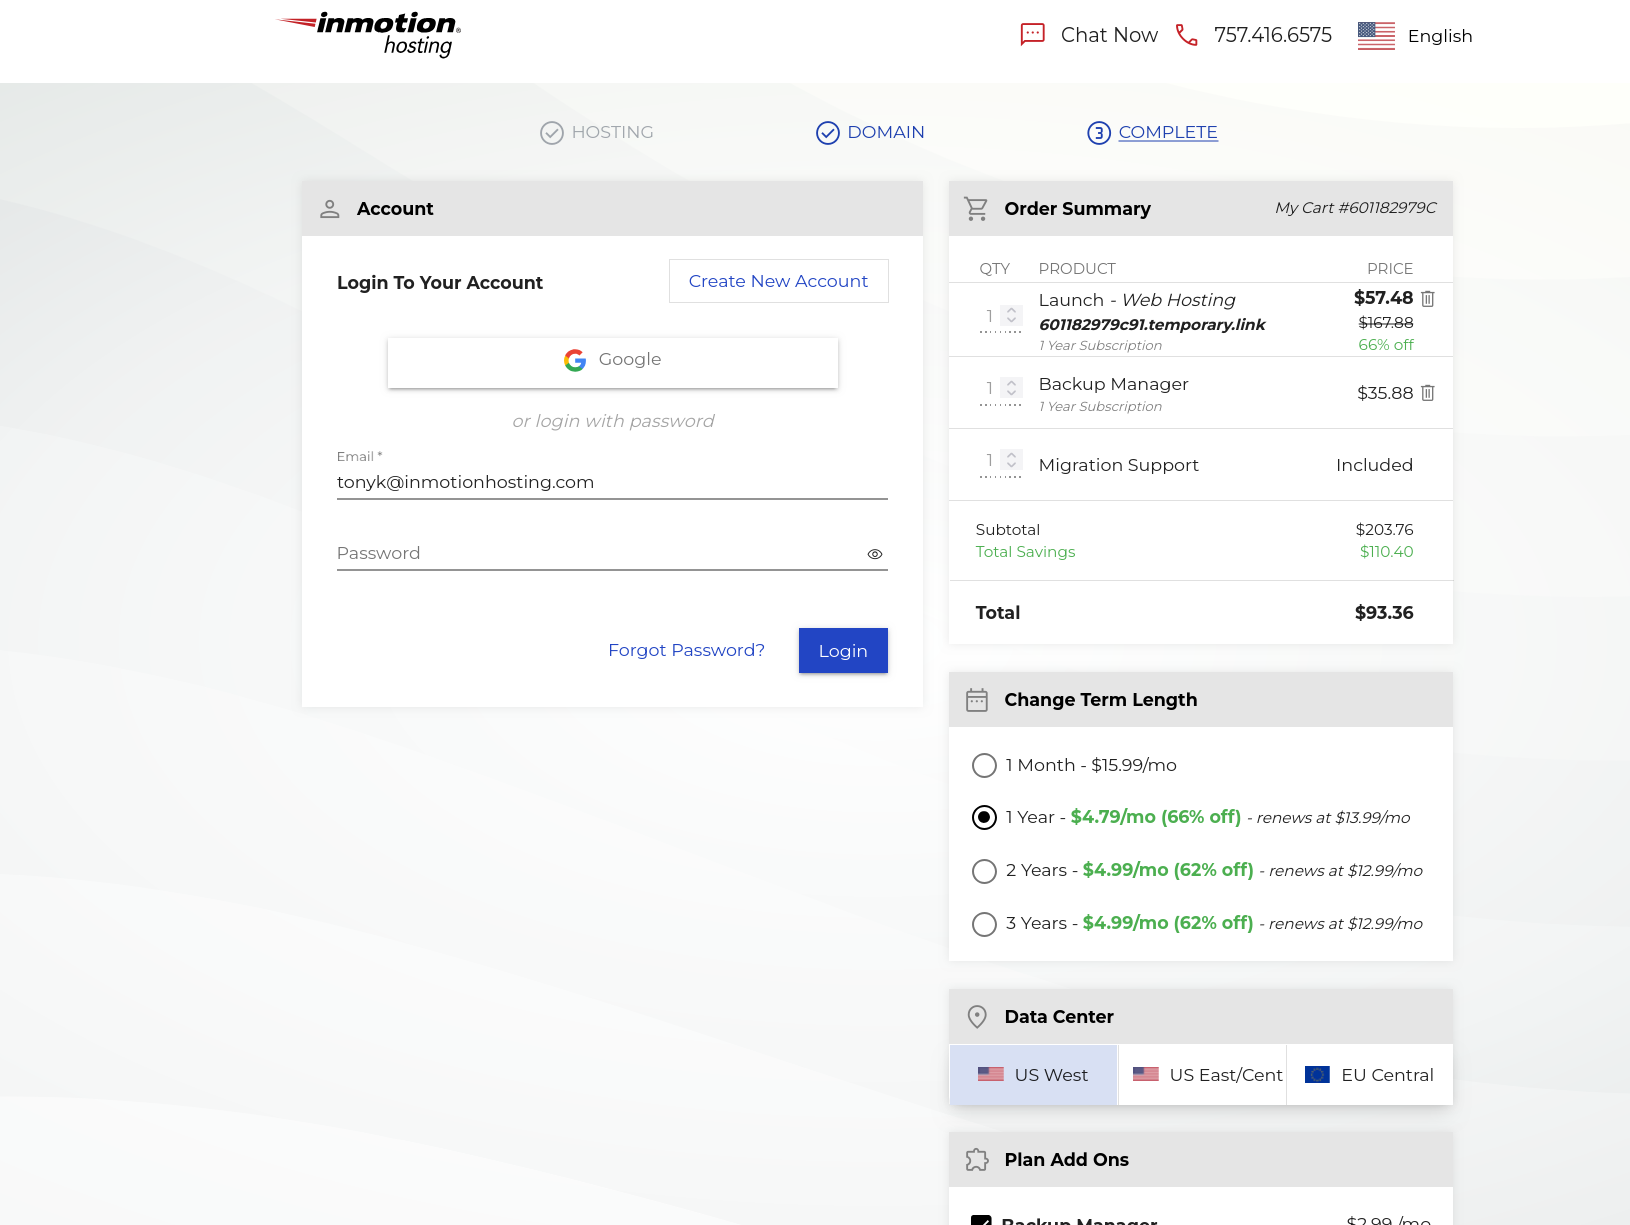 inmotion
hosting
Chat Now
757.416.6575
English
HOSTING
DOMAIN
3 COMPLETE
Account
Login To Your Account
Create New Account
Google
or login with password
Email *
tonyk@inmotionhosting.com
Password
Forgot Password?
Login
Order Summary
My Cart #601182979C
QTY PRODUCT PRICE
1 Launch - Web Hosting $57.48
601182979c91.temporary.link $167.88
1 Year Subscription 66% off
1 Backup Manager $35.88
1 Year Subscription
1 Migration Support Included
Subtotal $203.76
Total Savings $110.40
Total $93.36
Change Term Length
1 Month - $15.99/mo
1 Year - $4.79/mo (66% off) - renews at $13.99/mo
2 Years - $4.99/mo (62% off) - renews at $12.99/mo
3 Years - $4.99/mo (62% off) - renews at $12.99/mo
Data Center
US West
US East/Cent
EU Central
Plan Add Ons
Backup Manager $2.99 /mo